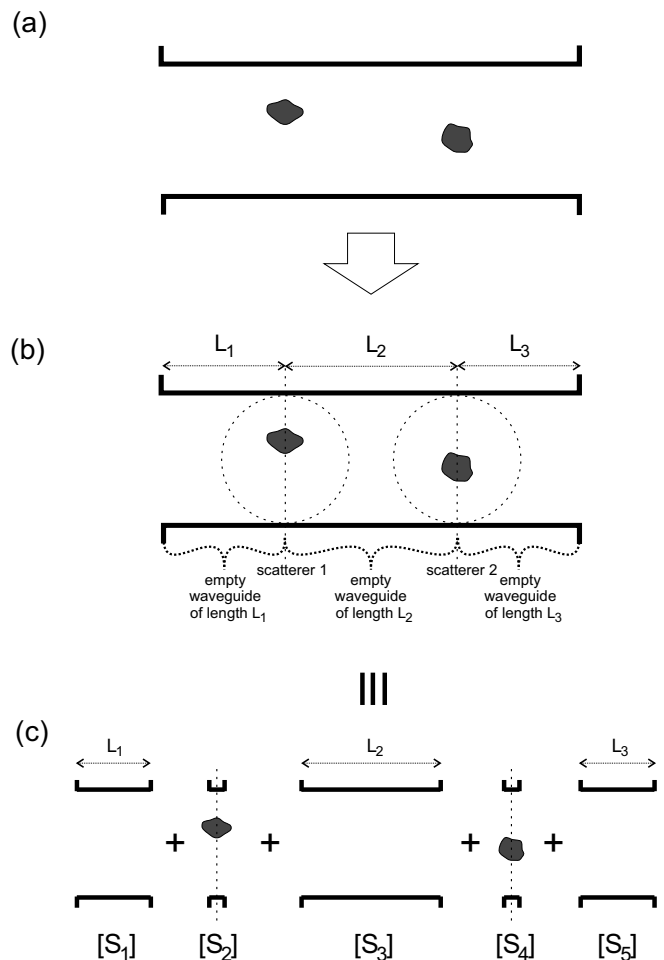 (a)
(b)
L₁ L₂ L₃
scatterer 1 scatterer 2
empty empty empty
waveguide waveguide waveguide
of length L₁ of length L₂ of length L₃
(c)
L₁ L₂ L₃
+ + + +
[S₁] [S₂] [S₃] [S₄] [S₅]